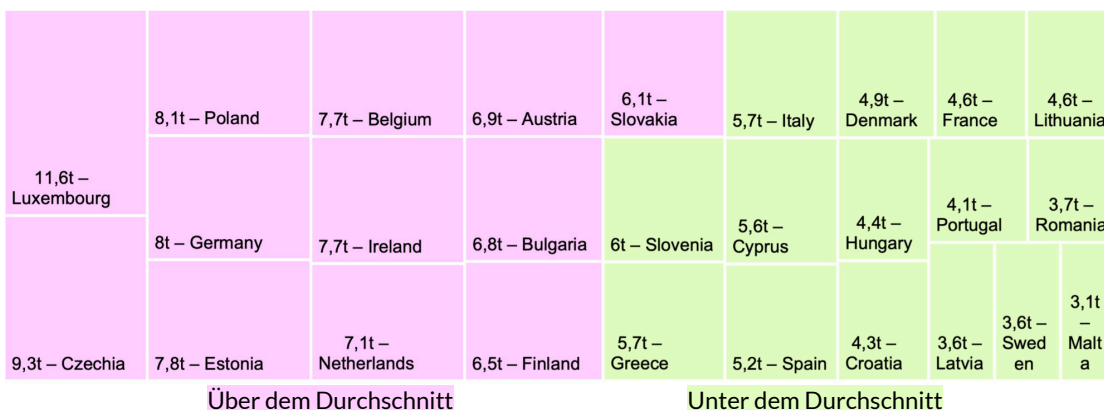 11,6t –
Luxembourg
9,3t – Czechia
8,1t – Poland
8t – Germany
7,8t – Estonia
7,7t – Belgium
7,7t – Ireland
7,1t –
Netherlands
6,9t – Austria
6,8t – Bulgaria
6,5t – Finland
6,1t –
Slovakia
6t – Slovenia
5,7t –
Greece
5,7t – Italy
5,6t –
Cyprus
5,2t – Spain
4,9t –
Denmark
4,4t –
Hungary
4,3t –
Croatia
4,6t –
France
4,6t –
Lithuania
4,1t –
Portugal
3,7t –
Romania
3,6t –
Latvia
3,6t –
Swed
en
3,1t
–
Malt
a
Über dem Durchschnitt
Unter dem Durchschnitt